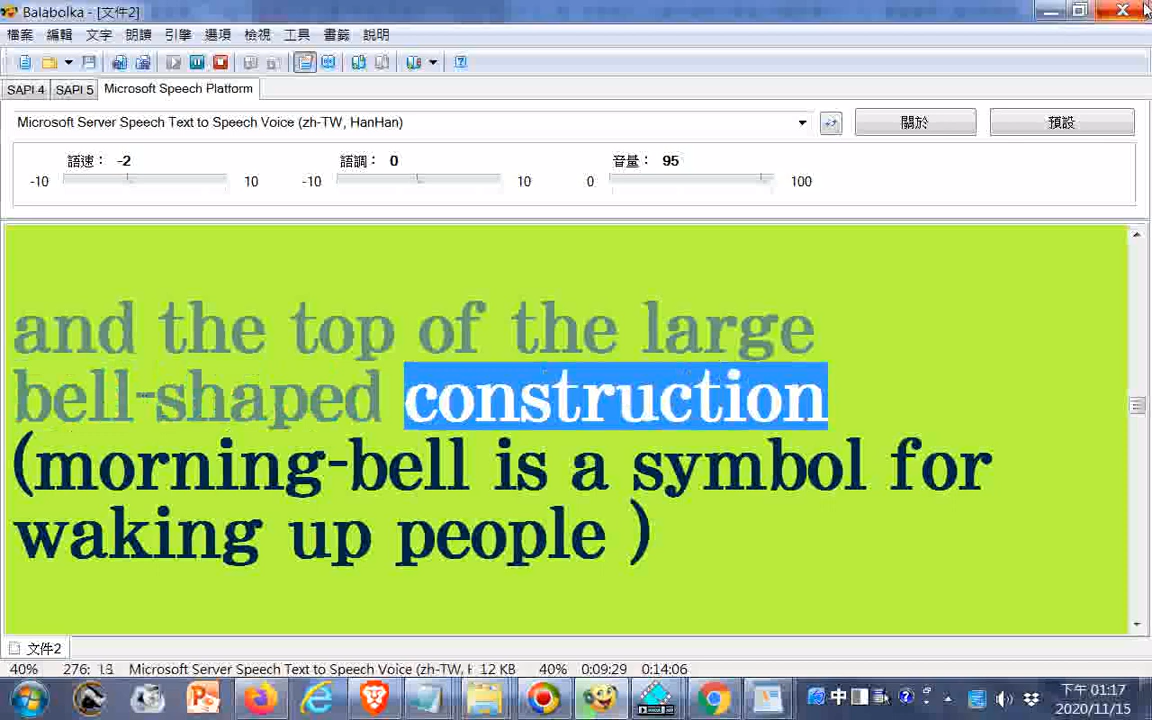 Balabolka - [文件2]
檔案 編輯 文字 朗讀 引擎 選項 檢視 工具 書籤 說明
SAPI 4 SAPI 5 Microsoft Speech Platform
Microsoft Server Speech Text to Speech Voice (zh-TW, HanHan) 關於 預設
語速： -2 語調： 0 音量： 95
-10 10 -10 10 0 100
and the top of the large
bell-shaped construction
(morning-bell is a symbol for
waking up people )
文件2
40% 276: 18 Microsoft Server Speech Text to Speech Voice (zh-TW, H 12 KB 40% 0:09:29 0:14:06
中 下午 01:17
2020/11/15